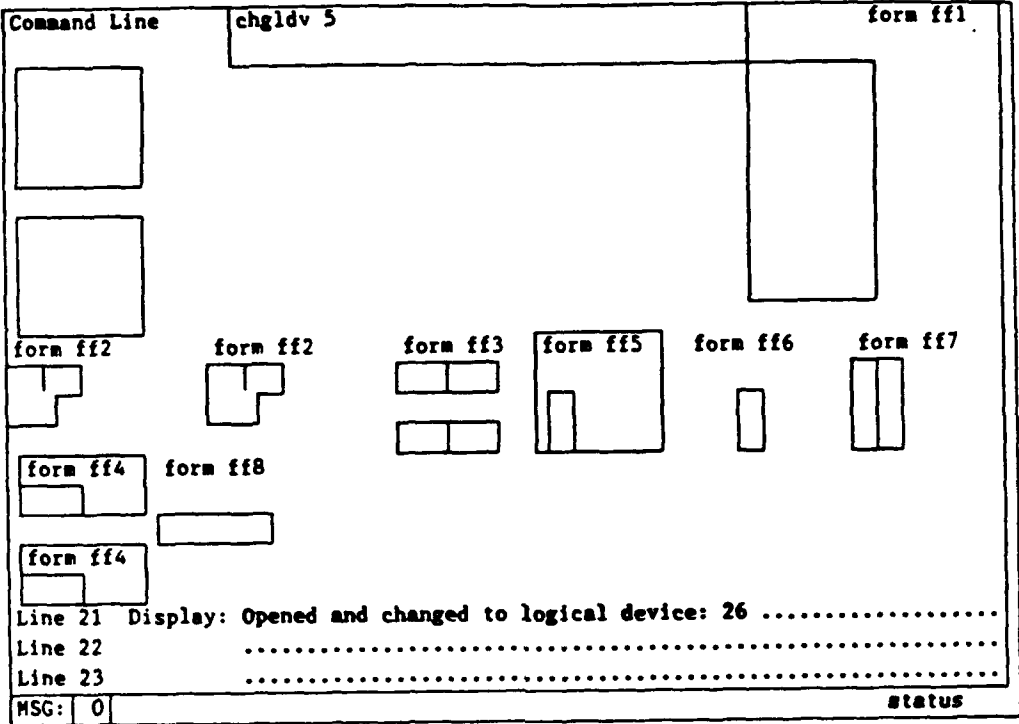 Command Line chgldv 5 form ff1
form ff2 form ff2 form ff3 form ff5 form ff6 form ff7
form ff4 form ff8
form ff4
Line 21 Display: Opened and changed to logical device: 26 ..................
Line 22 ...................................................
Line 23 ...................................................
MSG: 0 status